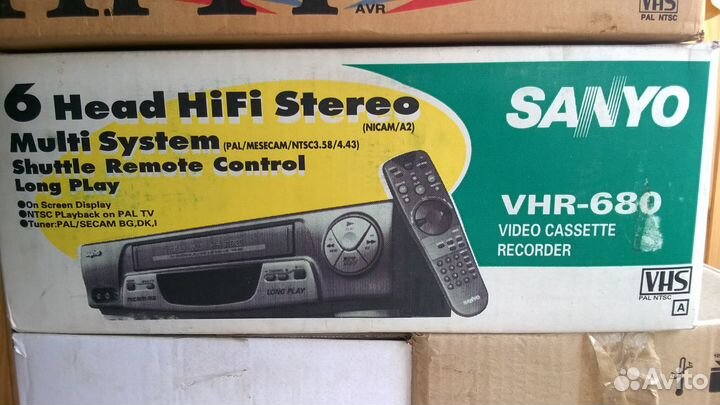 AVR
VHS
PAL NTSC
6 Head HiFi Stereo
(NICAM/A2)
Multi System (PAL/MESECAM/NTSC3.58/4.43)
Shuttle Remote Control
Long Play
●On Screen Display
●NTSC Playback on PAL TV
●Tuner:PAL/SECAM BG,DK,I
SANYO
VHR-680
VIDEO CASSETTE
RECORDER
VHS
PAL NTSC
A
LONG PLAY
SANYO
Avito